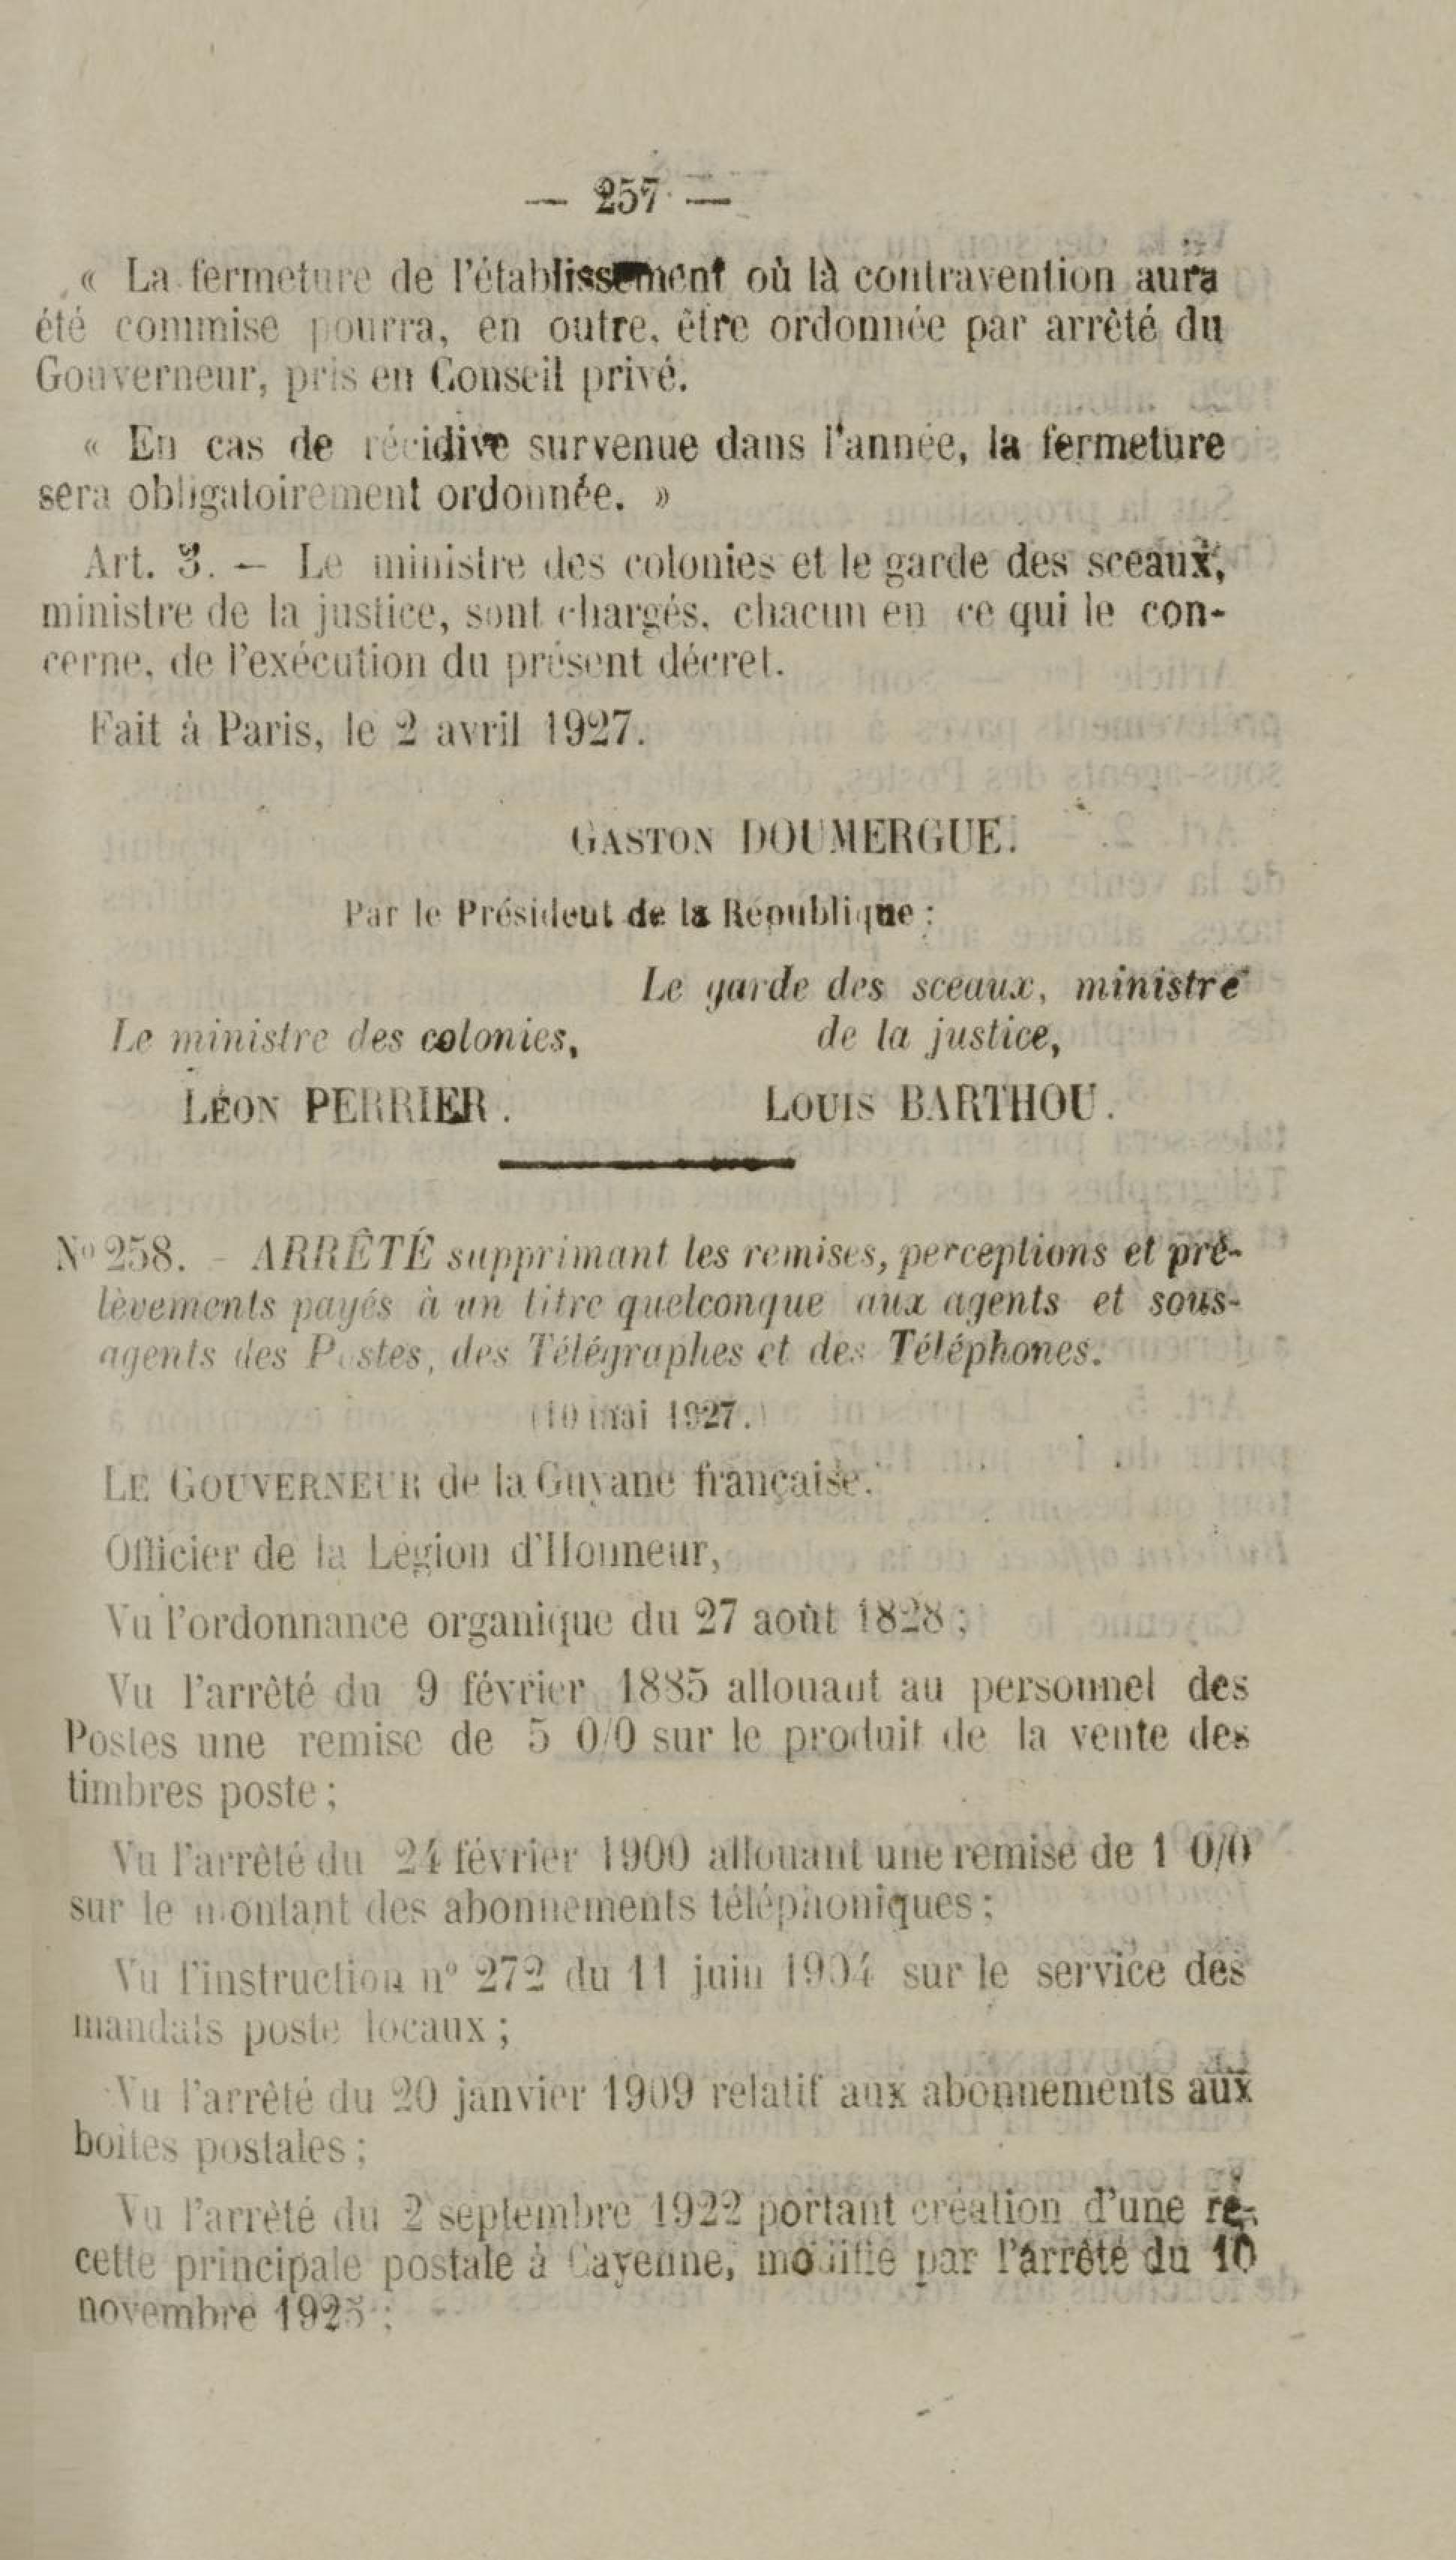 — 257 —
« La fermeture de l'établissement où là contravention aura
été commise pourra, en outre, être ordonnée par arrêté du
Gouverneur, pris en Conseil privé.
« En cas de récidive survenue dans l'année, la fermeture
sera obligatoirement ordonnée. »
Art. 3. — Le ministre des colonies et le garde des sceaux,
ministre de la justice, sont chargés, chacun en ce qui le con-
cerne, de l'exécution du présent décret.
Fait à Paris, le 2 avril 1927.
GASTON DOUMERGUE.
Par le Président de la République :
Le garde des sceaux, ministre
Le ministre des colonies,
de la justice,
LÉON PERRIER.
LOUIS BARTHOU.
No 258. - ARRÊTÉ supprimant les remises, perceptions et pré-
lèvements payés à un titre quelconque aux agents et sous-
agents des Postes, des Télégraphes et des Téléphones.
(10 mai 1927.)
LE GOUVERNEUR de la Guyane française.
Officier de la Légion d'Honneur,
Vu l'ordonnance organique du 27 août 1828 ;
Vu l'arrêté du 9 février 1885 allouant au personnel des
Postes une remise de 5 0/0 sur le produit de la vente des
timbres poste ;
Vu l'arrêté du 24 février 1900 allouant une remise de 1 0/0
sur le montant des abonnements téléphoniques ;
Vu l'instruction nº 272 du 11 juin 1904 sur le service des
mandats poste locaux ;
Vu l'arrêté du 20 janvier 1909 relatif aux abonnements aux
boites postales ;
Vu l'arrêté du 2 septembre 1922 portant création d'une re-
cette principale postale à Cayenne, modifié par l'arrêté du 10
novembre 1925 ;